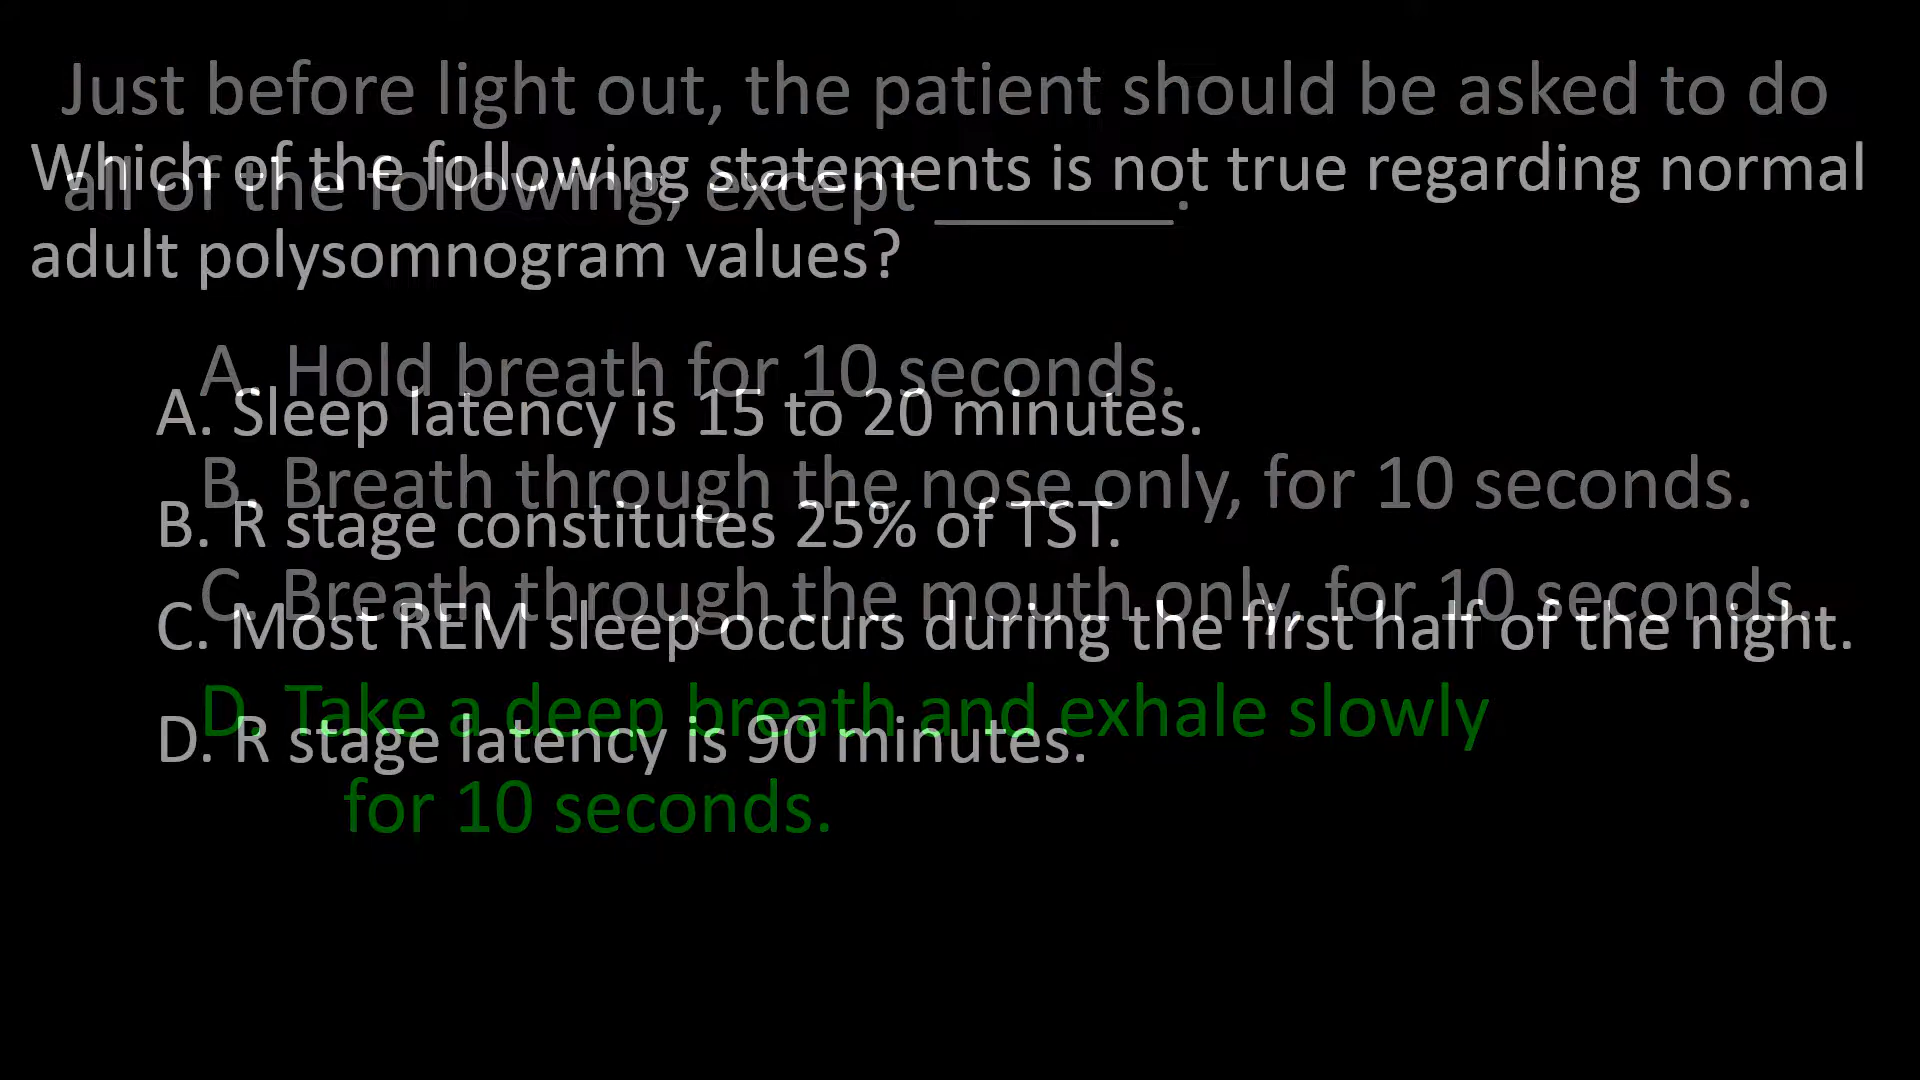 Just before light out, the patient should be asked to do
all of the following, except _______.
A. Hold breath for 10 seconds.
B. Breath through the nose only, for 10 seconds.
C. Breath through the mouth only, for 10 seconds.
D. Take a deep breath and exhale slowly
for 10 seconds.
Which of the following statements is not true regarding normal
adult polysomnogram values?
A. Sleep latency is 15 to 20 minutes.
B. R stage constitutes 25% of TST.
C. Most REM sleep occurs during the first half of the night.
D. R stage latency is 90 minutes.